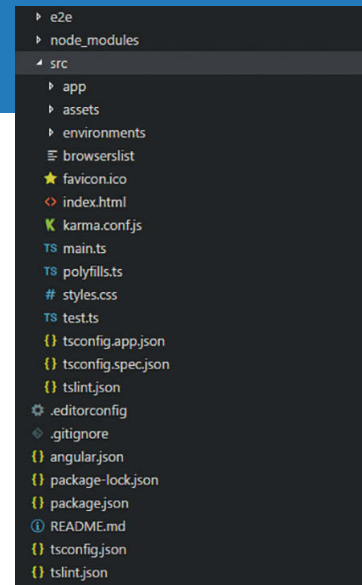 e2e
node_modules
src
app
assets
environments
browserslist
favicon.ico
index.html
karma.conf.js
TS main.ts
TS polyfills.ts
# styles.css
TS test.ts
{} tsconfig.app.json
{} tsconfig.spec.json
{} tslint.json
.editorconfig
.gitignore
{} angular.json
{} package-lock.json
{} package.json
README.md
{} tsconfig.json
{} tslint.json